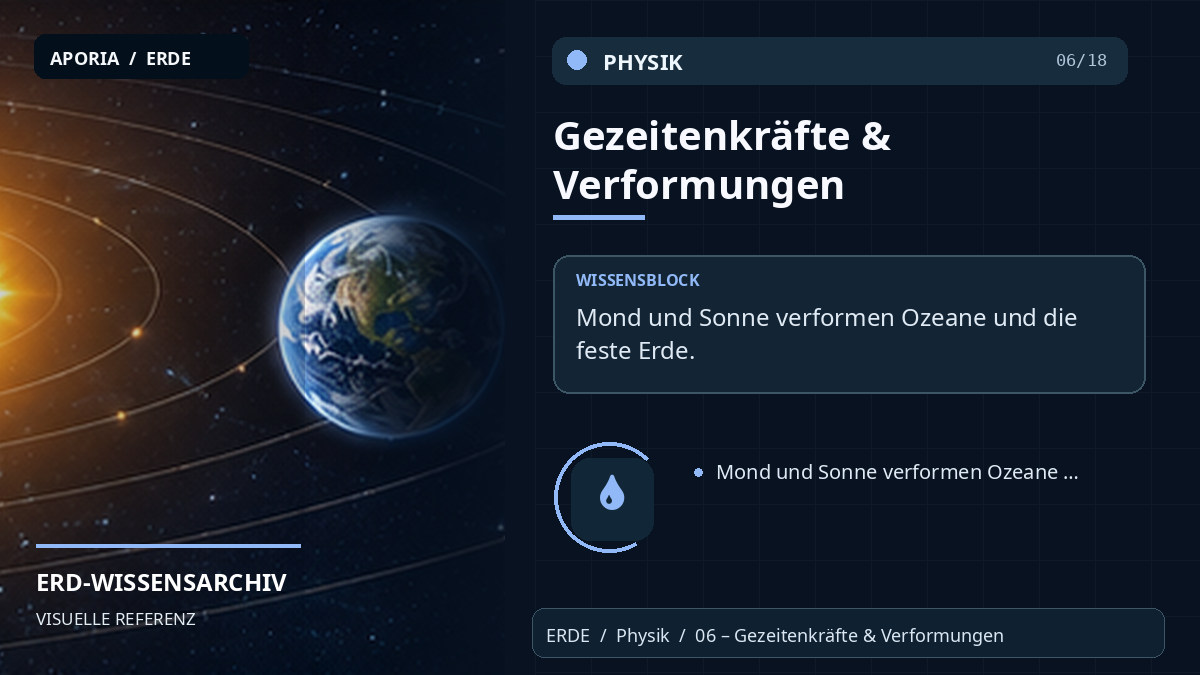 APORIA / ERDE
ERD-WISSENSARCHIV
VISUELLE REFERENZ
PHYSIK
06/18
Gezeitenkräfte &
Verformungen
WISSENSBLOCK
Mond und Sonne verformen Ozeane und die
feste Erde.
Mond und Sonne verformen Ozeane ...
ERDE / Physik / 06 – Gezeitenkräfte & Verformungen